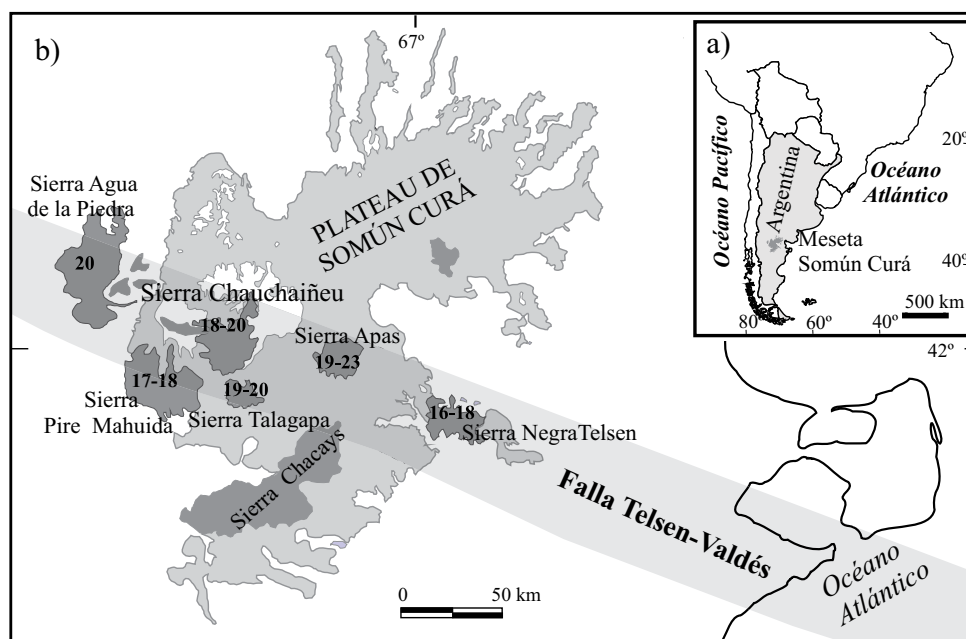 b)
67º
Sierra Agua
de la Piedra
20
PLATEAU DE
SOMÚN CURÁ
Sierra Chauchaiñeu
18-20
Sierra Apas
19-23
17-18
19-20
Sierra
Pire Mahuida
Sierra Talagapa
16-18
Sierra NegraTelsen
Sierra Chacays
Falla Telsen-Valdés
Océano
Atlántico
0 50 km
42º
a)
Océano Pacífico
Argentina
Océano
Atlántico
Meseta
Somún Curá
20º
40º
500 km
80º 60º 40º